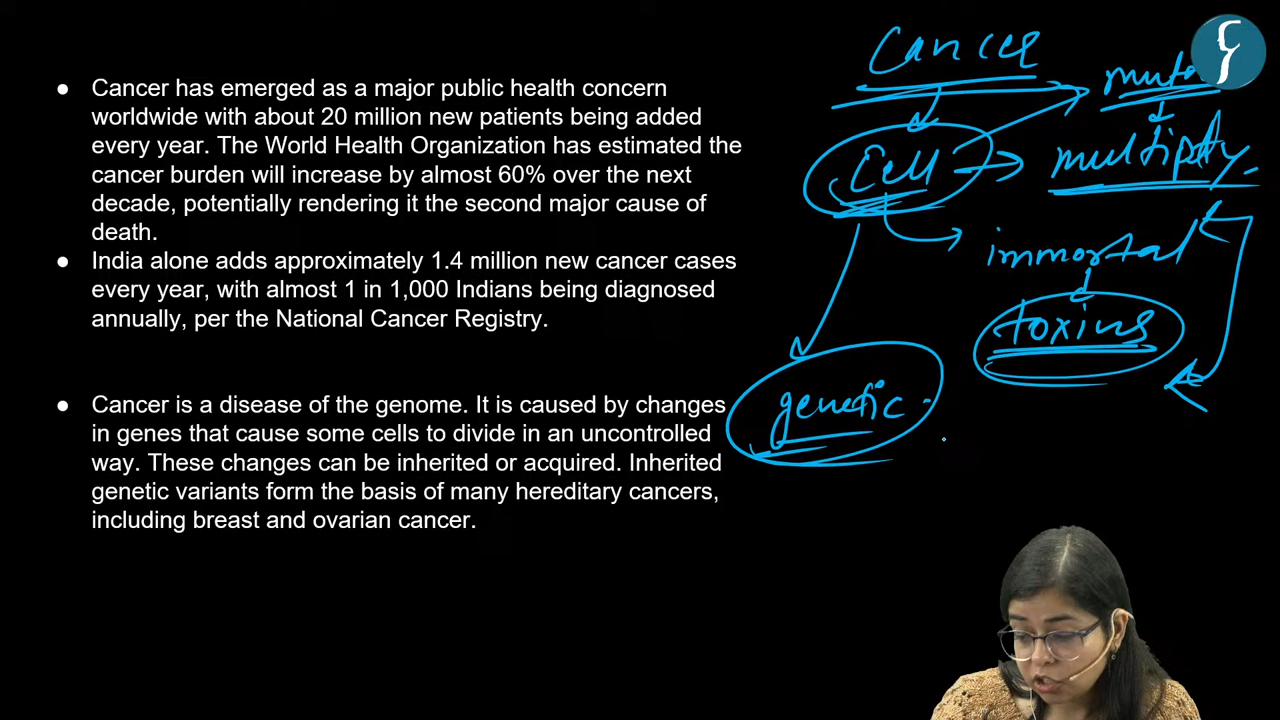 ● Cancer has emerged as a major public health concern
worldwide with about 20 million new patients being added
every year. The World Health Organization has estimated the
cancer burden will increase by almost 60% over the next
decade, potentially rendering it the second major cause of
death.
● India alone adds approximately 1.4 million new cancer cases
every year, with almost 1 in 1,000 Indians being diagnosed
annually, per the National Cancer Registry.
● Cancer is a disease of the genome. It is caused by changes
in genes that cause some cells to divide in an uncontrolled
way. These changes can be inherited or acquired. Inherited
genetic variants form the basis of many hereditary cancers,
including breast and ovarian cancer.
Cancer
Cell
multiply
immortal
toxins
genetic